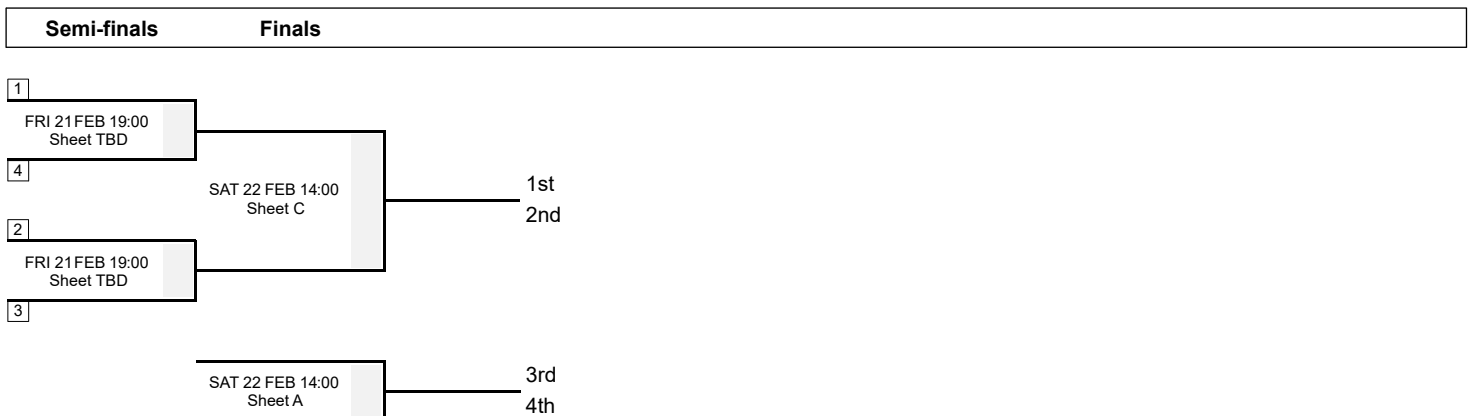 Semi-finals Finals
1
FRI 21 FEB 19:00
Sheet TBD
4
SAT 22 FEB 14:00
Sheet C
1st
2nd
2
FRI 21 FEB 19:00
Sheet TBD
3
SAT 22 FEB 14:00
Sheet A
3rd
4th